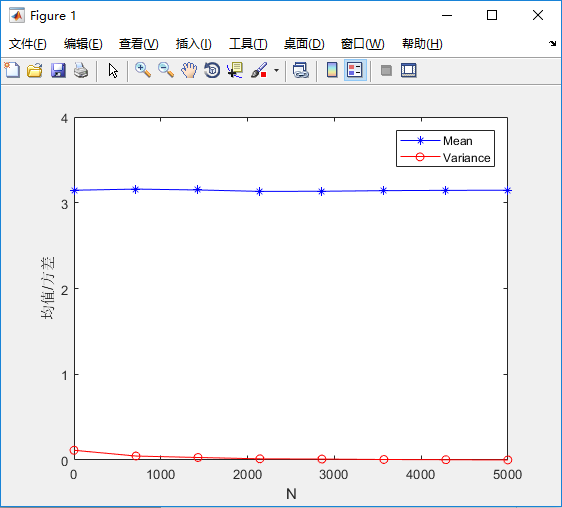 Figure 1
文件(F) 编辑(E) 查看(V) 插入(I) 工具(T) 桌面(D) 窗口(W) 帮助(H)
4
3
2
1
0
均值/方差
Mean
Variance
0 1000 2000 3000 4000 5000
N